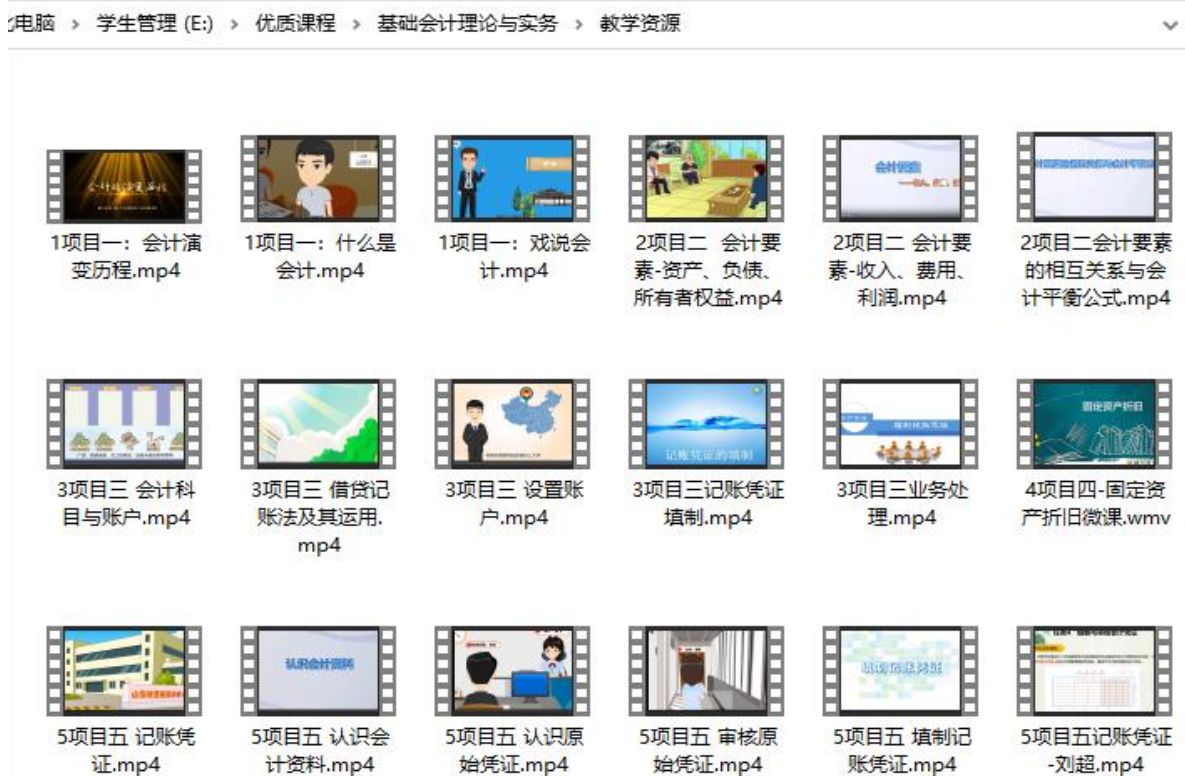 电脑 › 学生管理 (E:) › 优质课程 › 基础会计理论与实务 › 教学资源
1项目一：会计演
变历程.mp4
1项目一：什么是
会计.mp4
1项目一：戏说会
计.mp4
2项目二 会计要
素-资产、负债、
所有者权益.mp4
2项目二 会计要
素-收入、费用、
利润.mp4
2项目二会计要素
的相互关系与会
计平衡公式.mp4
3项目三 会计科
目与账户.mp4
3项目三 借贷记
账法及其运用.
mp4
3项目三 设置账
户.mp4
记账凭证的填制
3项目三记账凭证
填制.mp4
3项目三业务处
理.mp4
固定资产折旧
4项目四-固定资
产折旧微课.wmv
5项目五 记账凭
证.mp4
认识会计资料
5项目五 认识会
计资料.mp4
5项目五 认识原
始凭证.mp4
5项目五 审核原
始凭证.mp4
填制记账凭证
5项目五 填制记
账凭证.mp4
5项目五记账凭证
-刘超.mp4